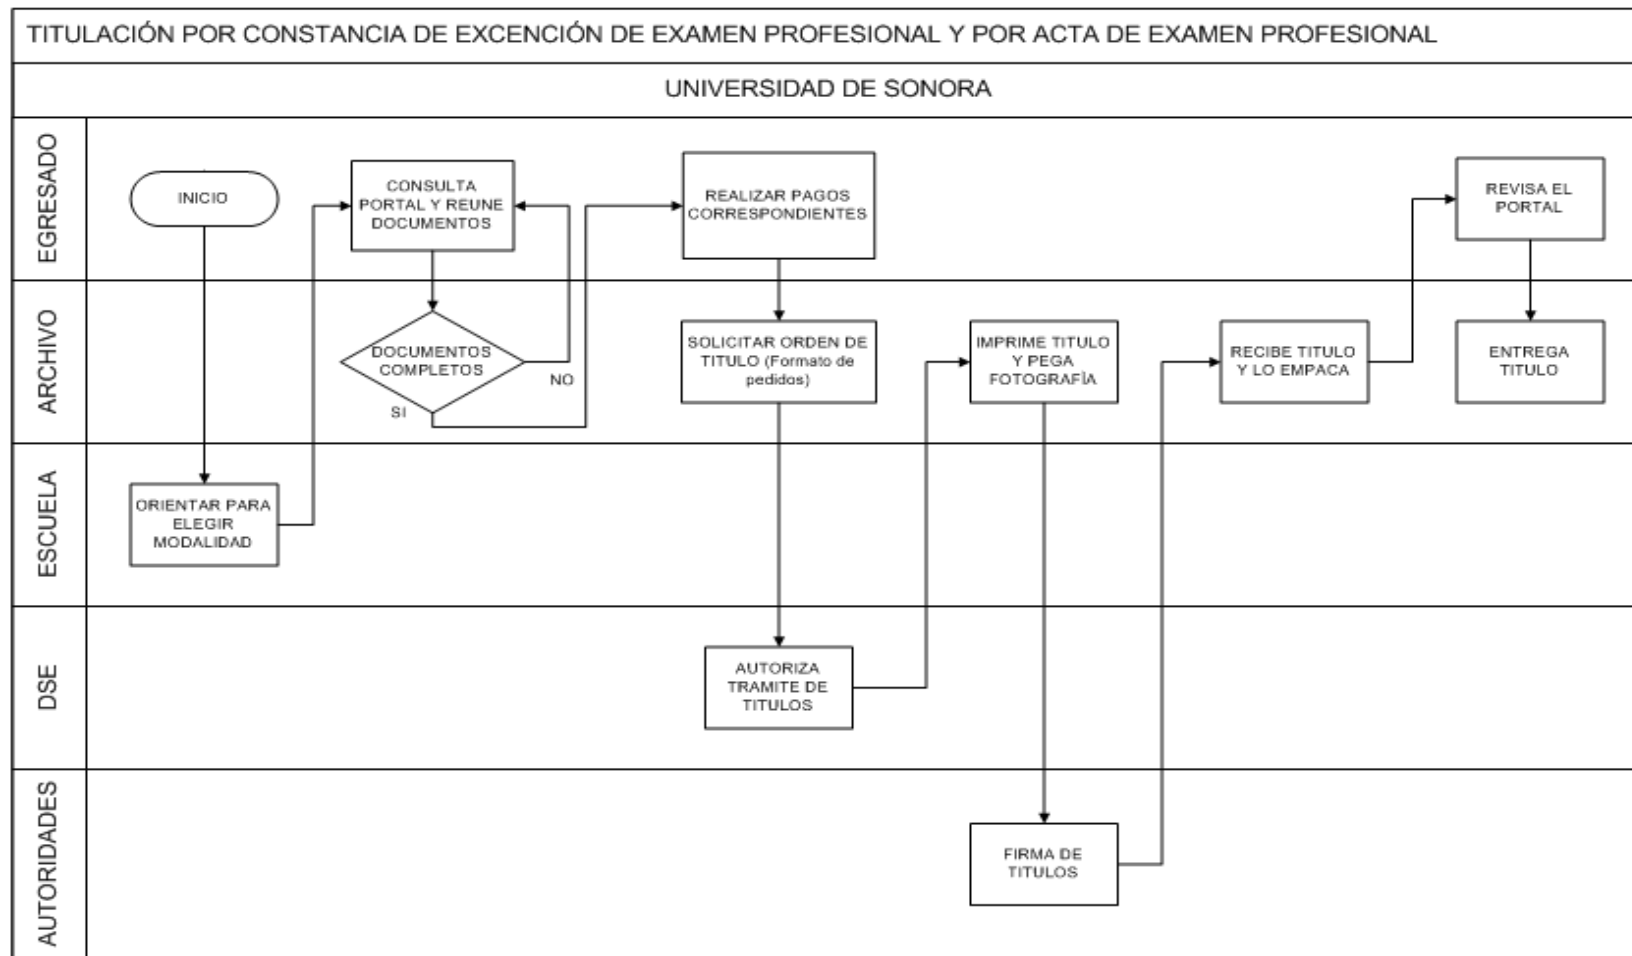 TITULACIÓN POR CONSTANCIA DE EXCENCIÓN DE EXAMEN PROFESIONAL Y POR ACTA DE EXAMEN PROFESIONAL
UNIVERSIDAD DE SONORA
EGRESADO
INICIO
CONSULTA
PORTAL Y REUNE
DOCUMENTOS
REALIZAR PAGOS
CORRESPONDIENTES
REVISA EL
PORTAL
ARCHIVO
DOCUMENTOS
COMPLETOS
NO
SI
SOLICITAR ORDEN DE
TITULO (Formato de
pedidos)
IMPRIME TITULO
Y PEGA
FOTOGRAFÍA
RECIBE TITULO
Y LO EMPACA
ENTREGA
TITULO
ESCUELA
ORIENTAR PARA
ELEGIR
MODALIDAD
DSE
AUTORIZA
TRAMITE DE
TITULOS
AUTORIDADES
FIRMA DE
TITULOS